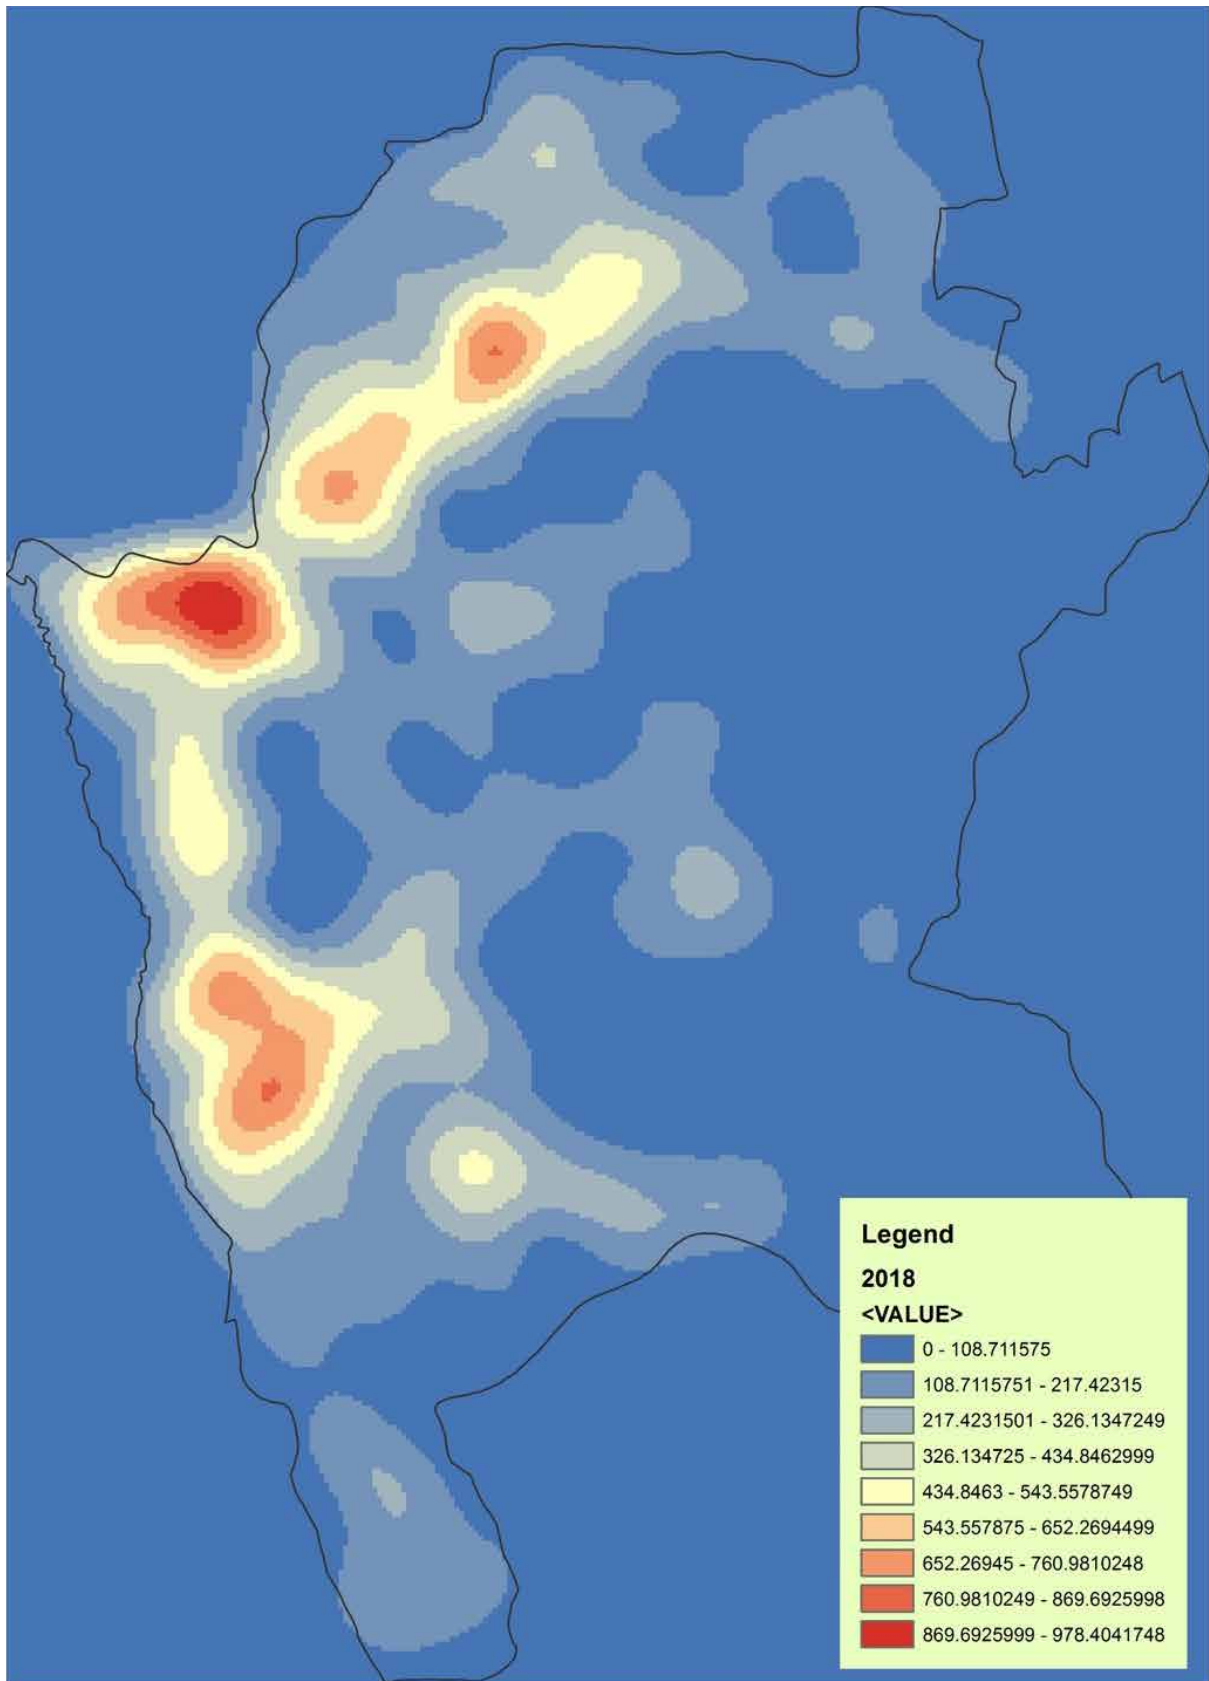 Legend
2018
<VALUE>
0 - 108.711575
108.7115751 - 217.42315
217.4231501 - 326.1347249
326.134725 - 434.8462999
434.8463 - 543.5578749
543.557875 - 652.2694499
652.26945 - 760.9810248
760.9810249 - 869.6925998
869.6925999 - 978.4041748